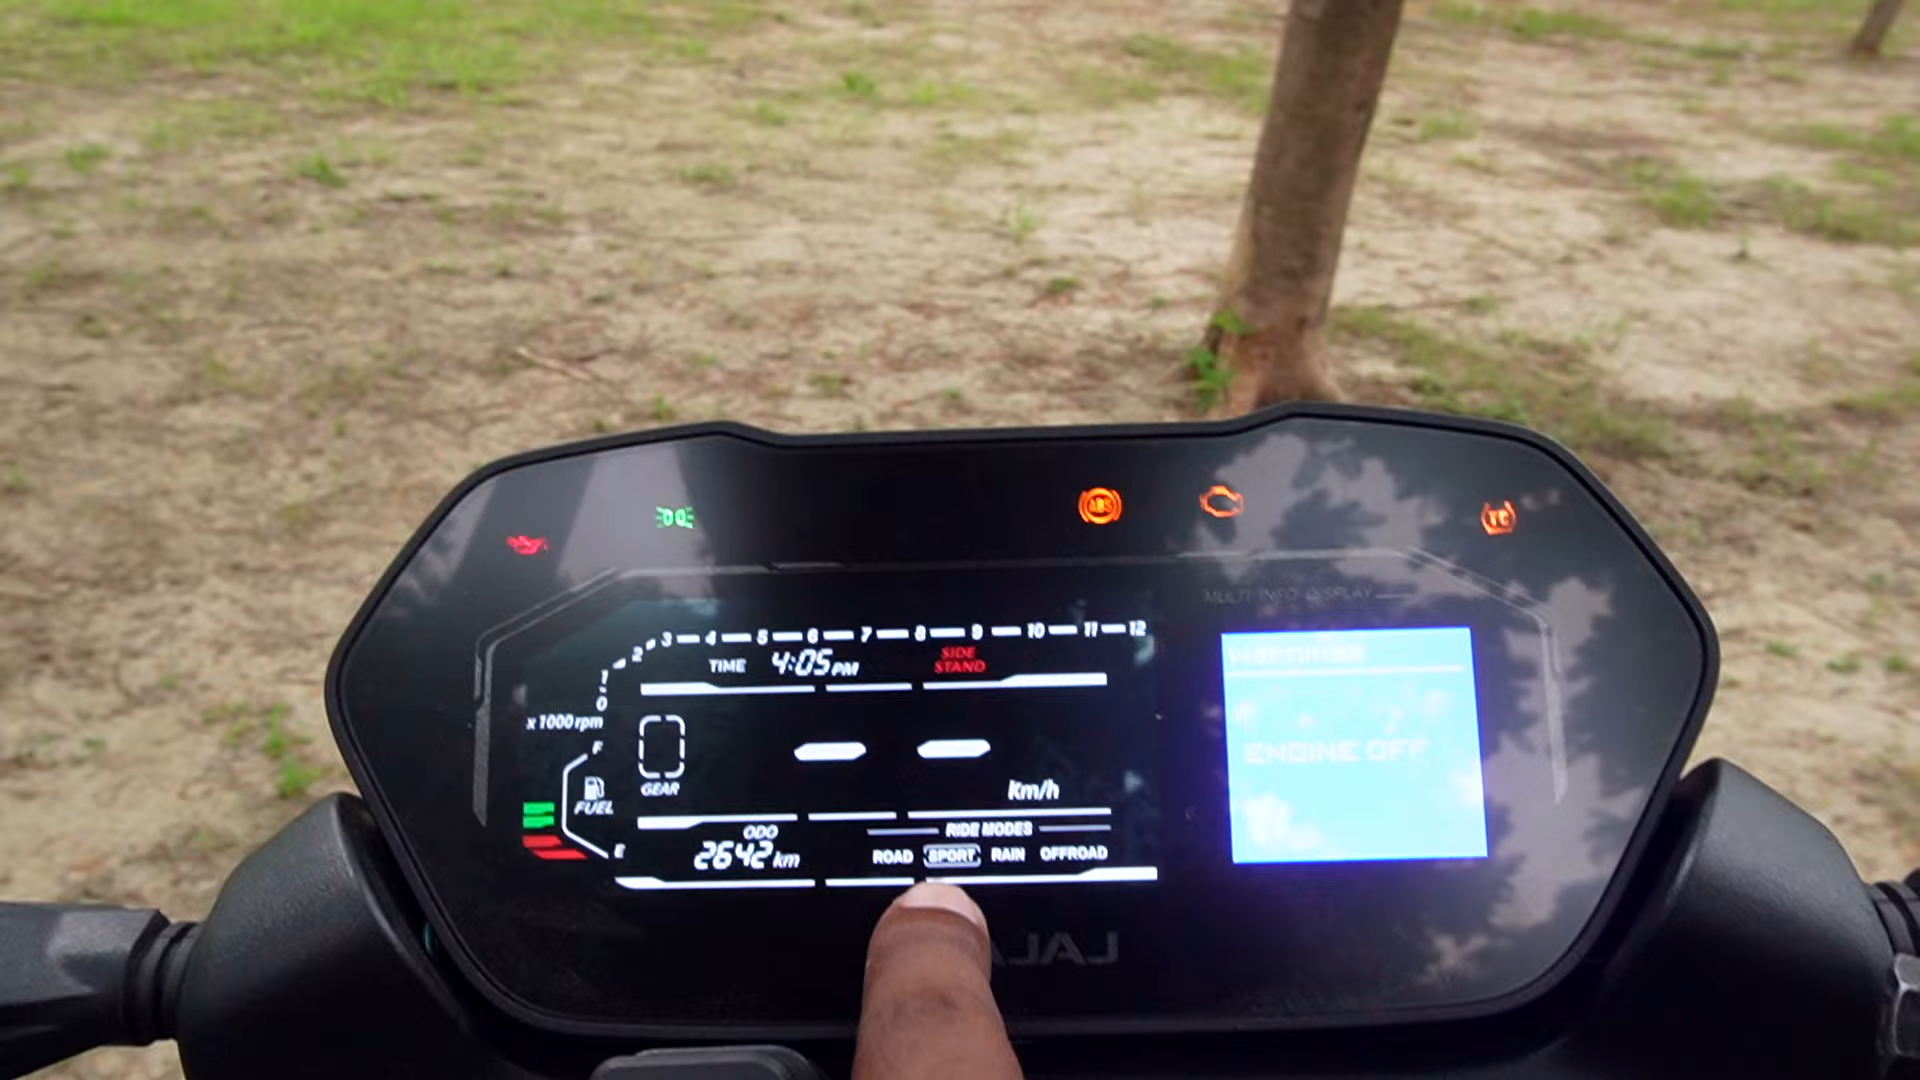 ABS
TC
MULTI INFO DISPLAY
0 1 2 3 4 5 6 7 8 9 10 11 12
TIME 4:05 PM
SIDE
STAND
x 1000 rpm
F
GEAR
FUEL
E
ENGINE OFF
Km/h
ODO
2642 km
RIDE MODES
ROAD SPORT RAIN OFFROAD